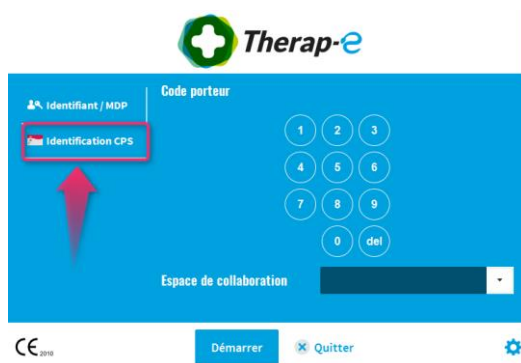 Therap-e
Code porteur
Identifiant / MDP
Identification CPS
1 2 3
4 5 6
7 8 9
0 del
Espace de collaboration
CE 2010
Démarrer
Quitter